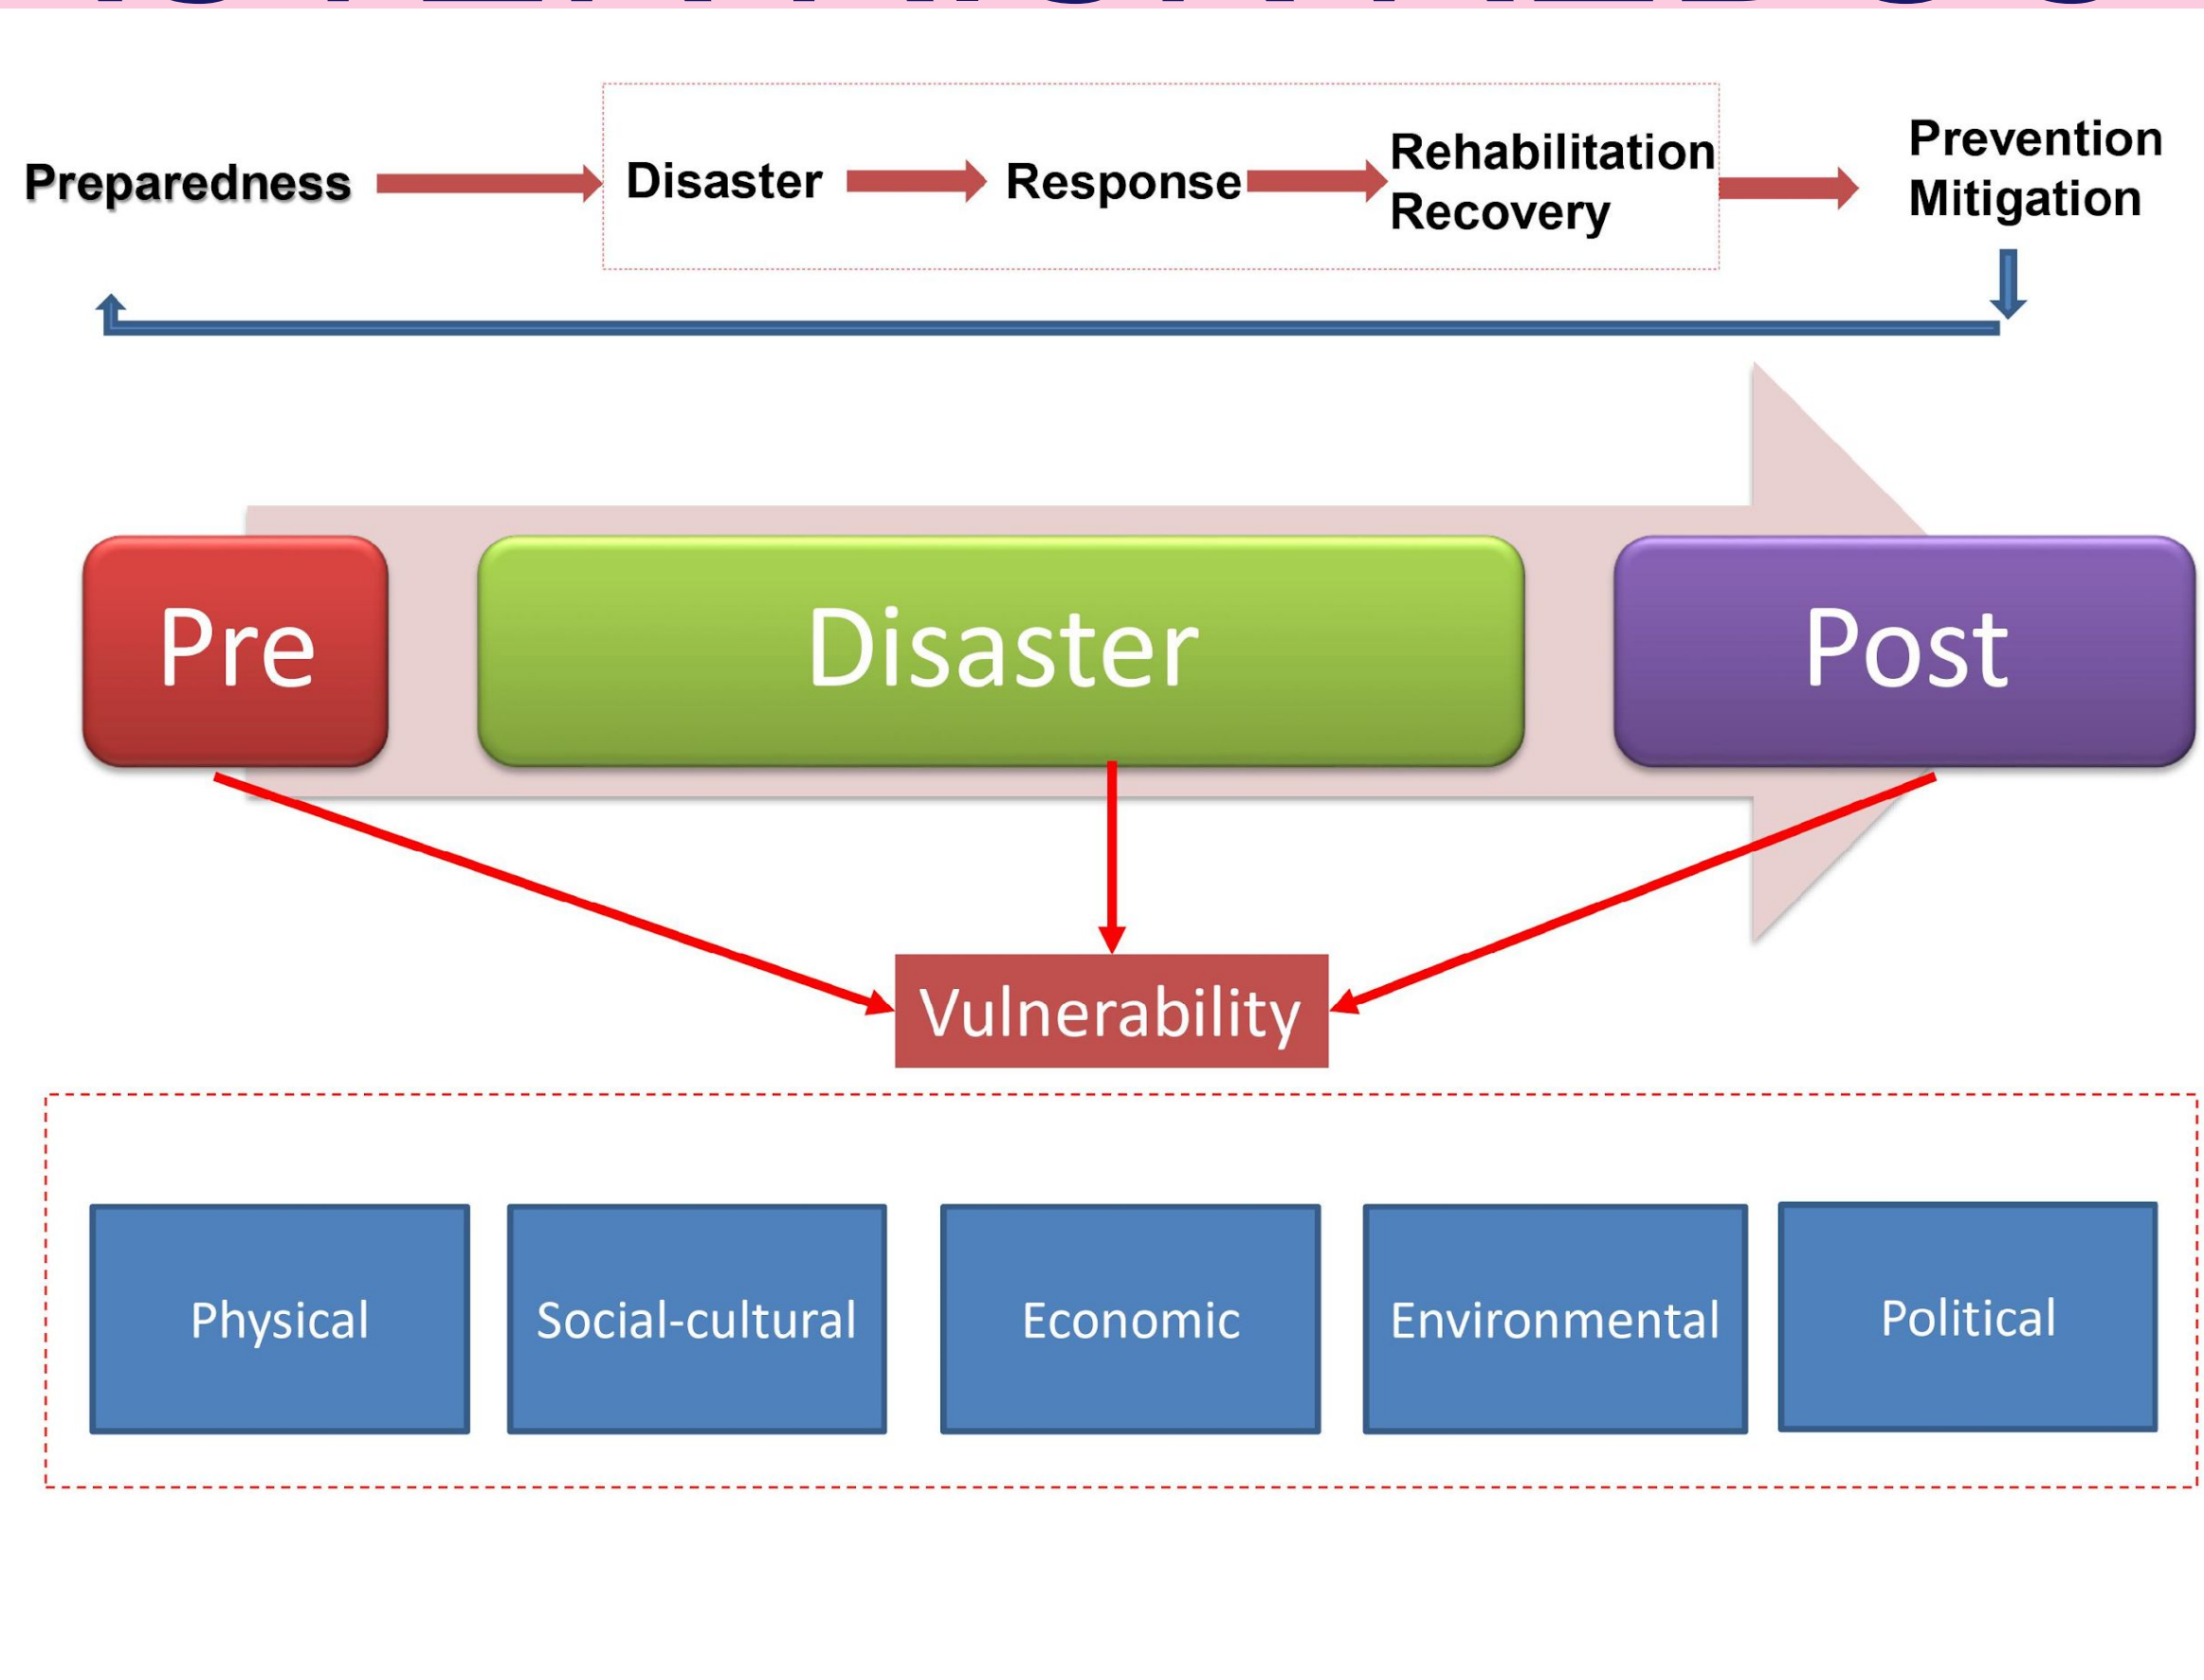 Preparedness
Disaster
Response
Rehabilitation
Recovery
Prevention
Mitigation
Pre
Disaster
Post
Vulnerability
Physical
Social-cultural
Economic
Environmental
Political